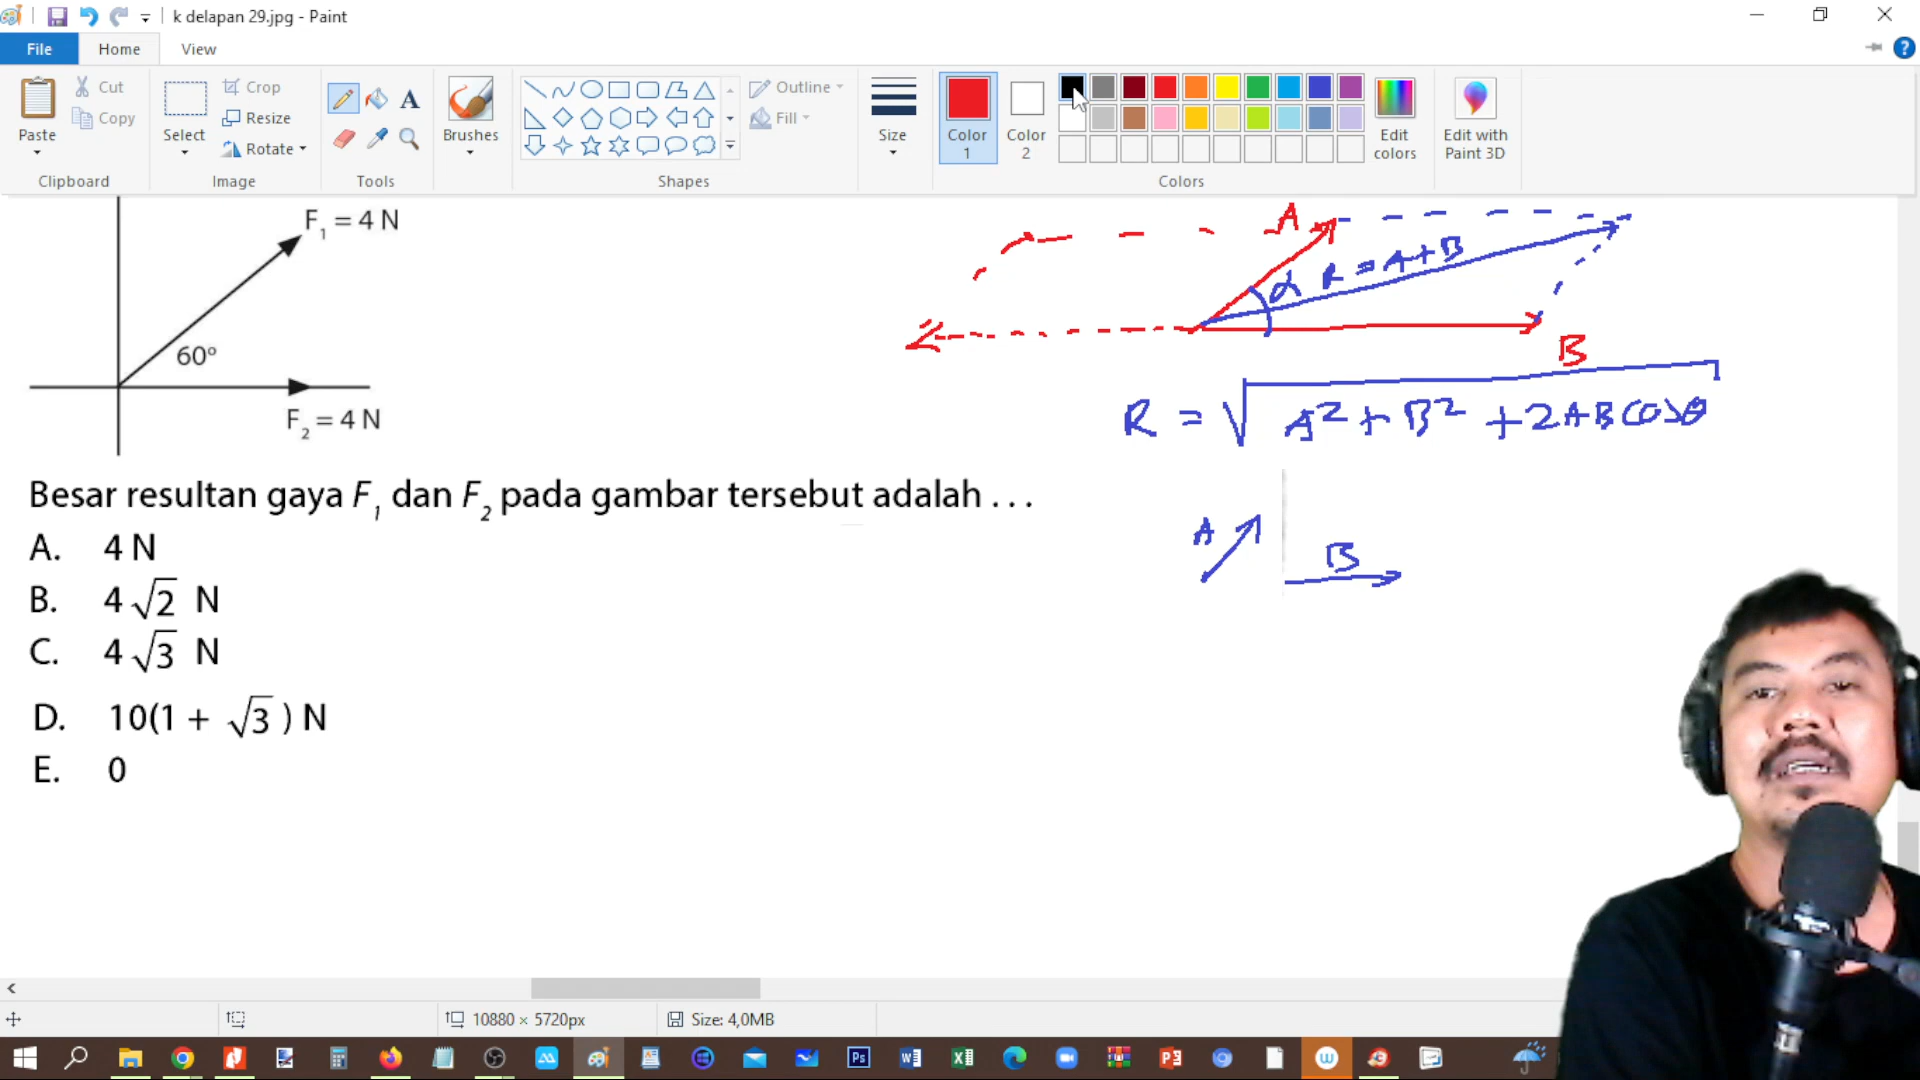 k delapan 29.jpg - Paint
File Home View
Paste Cut Copy Clipboard
Select Crop Resize Rotate Image
Tools
Brushes
Shapes Outline Fill
Size
Color 1 Color 2 Edit colors Colors
Edit with Paint 3D
F₁ = 4 N
60°
F₂ = 4 N
A
α R = A+B
B
R = √A² + B² + 2AB cos θ
Besar resultan gaya F₁ dan F₂ pada gambar tersebut adalah . . .
A. 4 N
B. 4 √2 N
C. 4 √3 N
D. 10(1 + √3 ) N
E. 0
A
B
10880 × 5720px
Size: 4,0MB